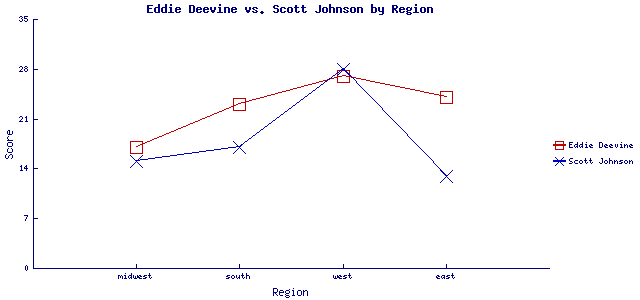 Eddie Deevine vs. Scott Johnson by Region
35
28
21
14
7
0
Score
midwest south west east
Region
Eddie Deevine
Scott Johnson